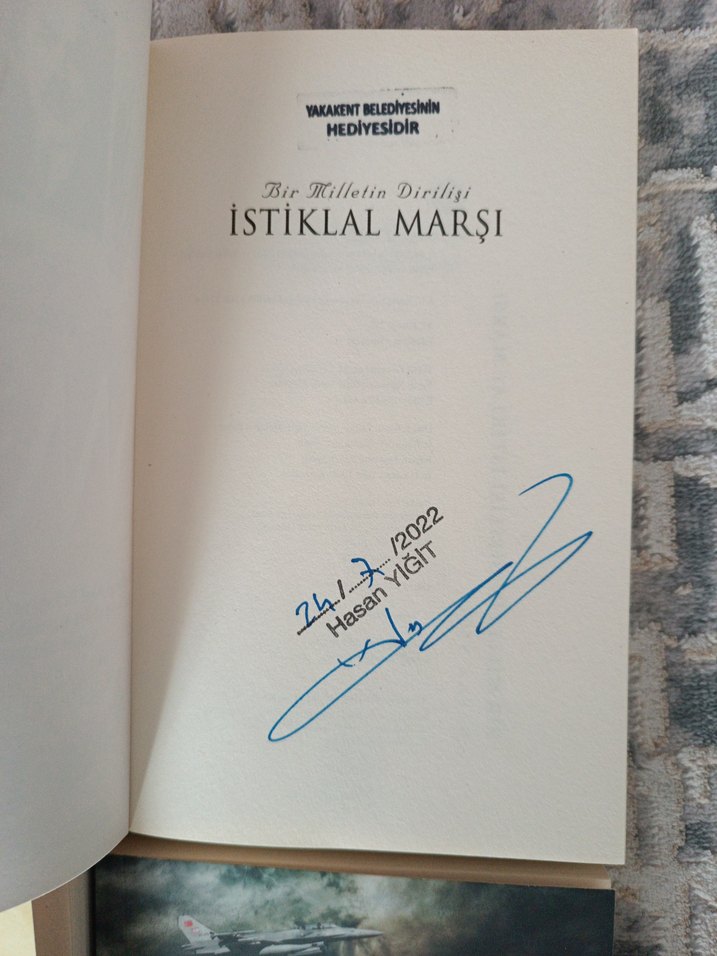 YAKAKENT BELEDİYESİNİN
HEDİYESİDİR
Bir Milletin Dirilişi
İSTİKLAL MARŞI
24/7/2022
Hasan YİĞİT